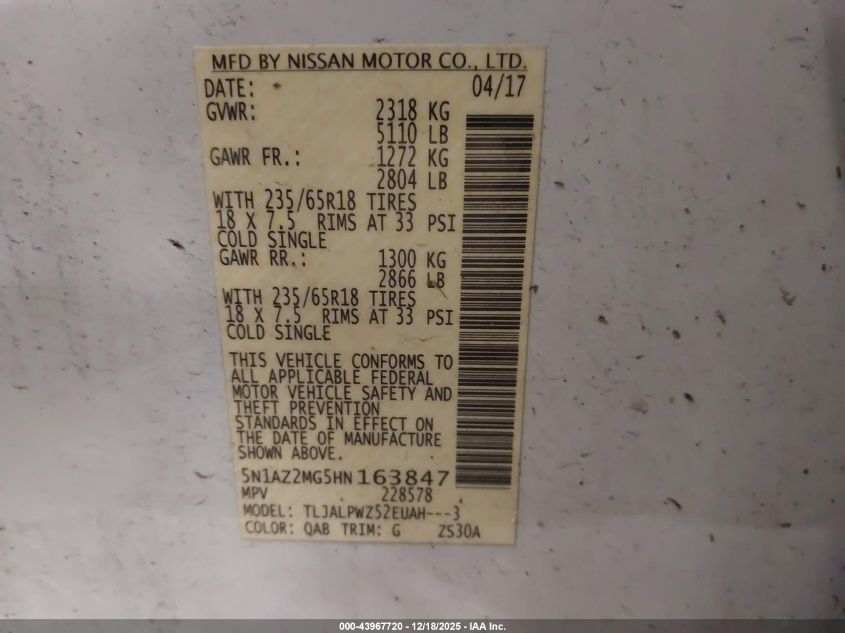 MFD BY NISSAN MOTOR CO., LTD.
DATE: 04/17
GVWR: 2318 KG
5110 LB
GAWR FR.: 1272 KG
2804 LB
WITH 235/65R18 TIRES
18 X 7.5 RIMS AT 33 PSI
COLD SINGLE
GAWR RR.: 1300 KG
2866 LB
WITH 235/65R18 TIRES
18 X 7.5 RIMS AT 33 PSI
COLD SINGLE
THIS VEHICLE CONFORMS TO
ALL APPLICABLE FEDERAL
MOTOR VEHICLE SAFETY AND
THEFT PREVENTION
STANDARDS IN EFFECT ON
THE DATE OF MANUFACTURE
SHOWN ABOVE.
5N1AZ2MG5HN163847
MPV 228578
MODEL: TLJALPWZ52EUAH---3
COLOR: QAB TRIM: G ZS30A
000-43967720 - 12/18/2025 - IAA Inc.